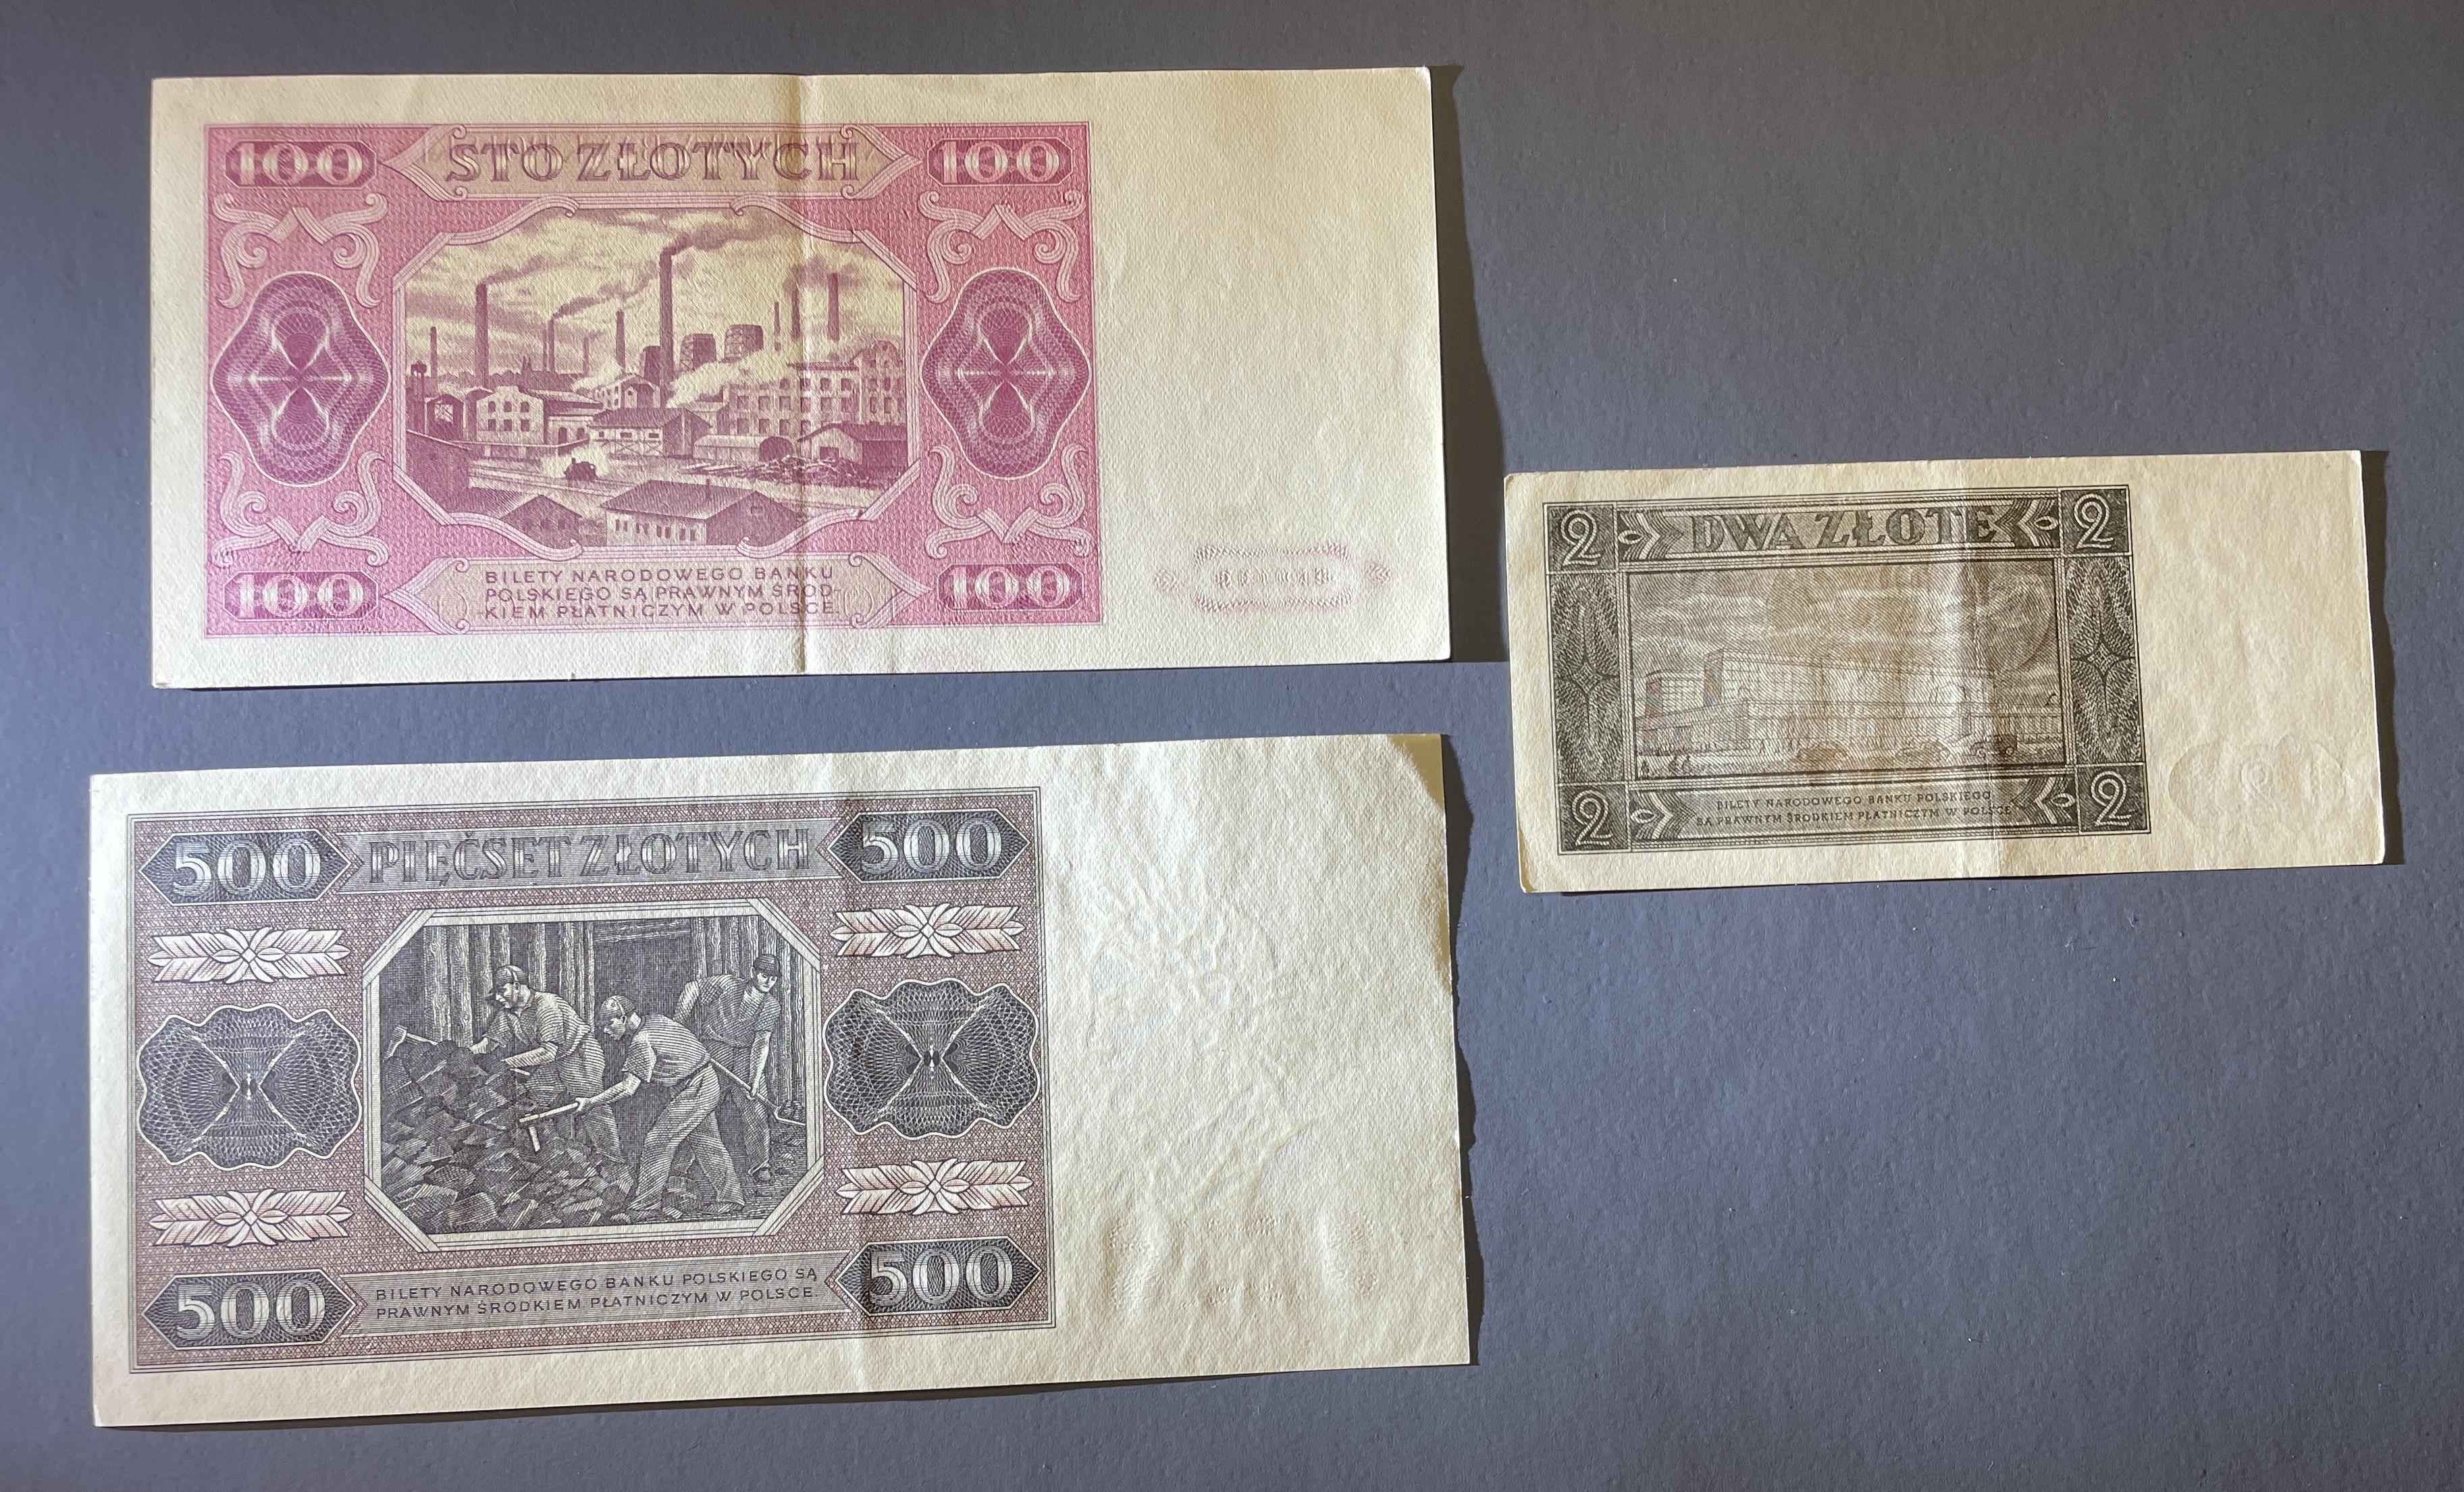 100 STO ZŁOTYCH 100
100 BILETY NARODOWEGO BANKU 100
POLSKIEGO SĄ PRAWNYM ŚROD-
KIEM PŁATNICZYM W POLSCE.
500 PIĘĆSET ZŁOTYCH 500
500 BILETY NARODOWEGO BANKU POLSKIEGO SĄ 500
PRAWNYM ŚRODKIEM PŁATNICZYM W POLSCE.
2 DWA ZŁOTE 2
2 BILETY NARODOWEGO BANKU POLSKIEGO 2
SĄ PRAWNYM ŚRODKIEM PŁATNICZYM W POLSCE